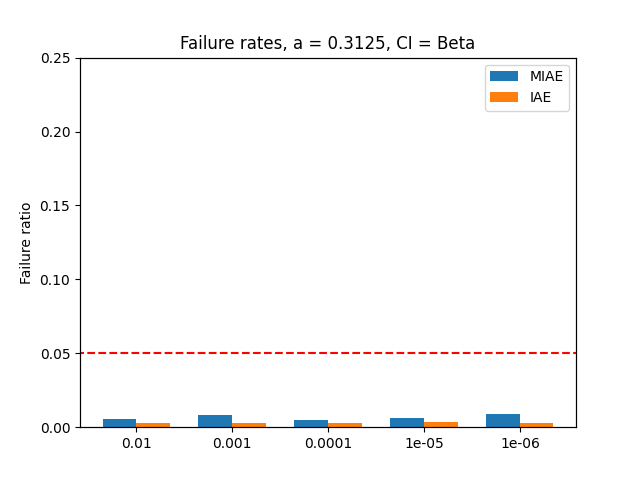 Failure rates, a = 0.3125, CI = Beta
MIAE
IAE
Failure ratio
0.25
0.20
0.15
0.10
0.05
0.00
0.01
0.001
0.0001
1e-05
1e-06